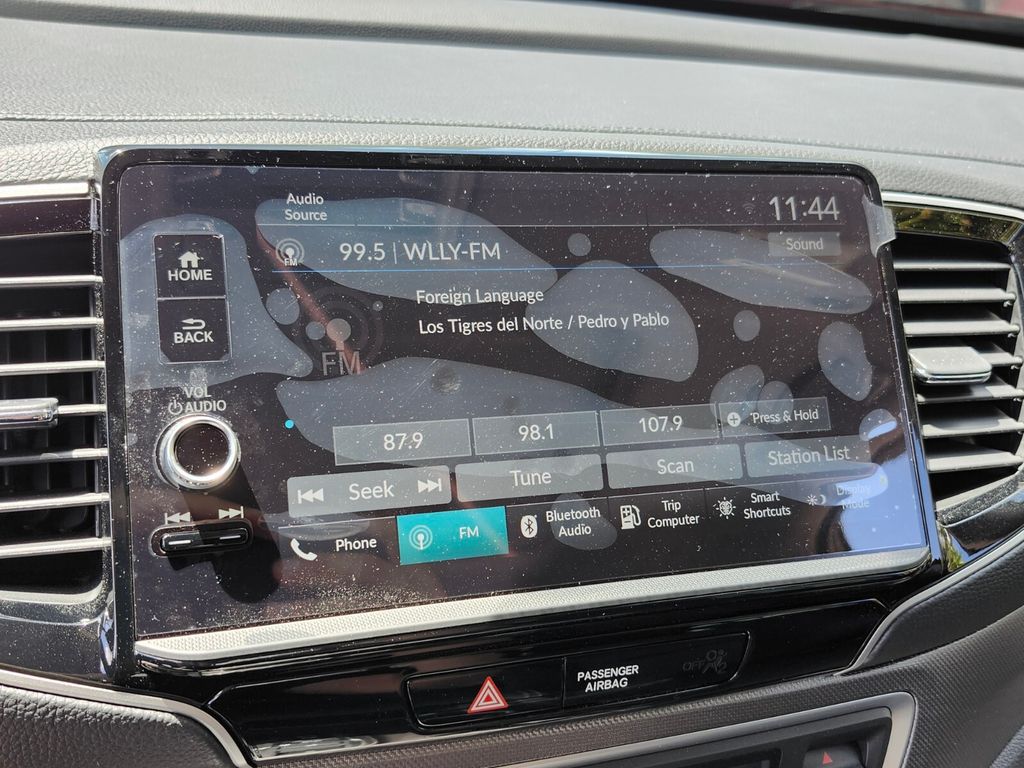 Audio
Source
11:44
FM
99.5 | WLLY-FM
Sound
HOME
Foreign Language
Los Tigres del Norte / Pedro y Pablo
BACK
FM
VOL
AUDIO
87.9
98.1
107.9
Press & Hold
Seek
Tune
Scan
Station List
Phone
FM
Bluetooth
Audio
Trip
Computer
Smart
Shortcuts
Display
Mode
PASSENGER
AIRBAG
OFF